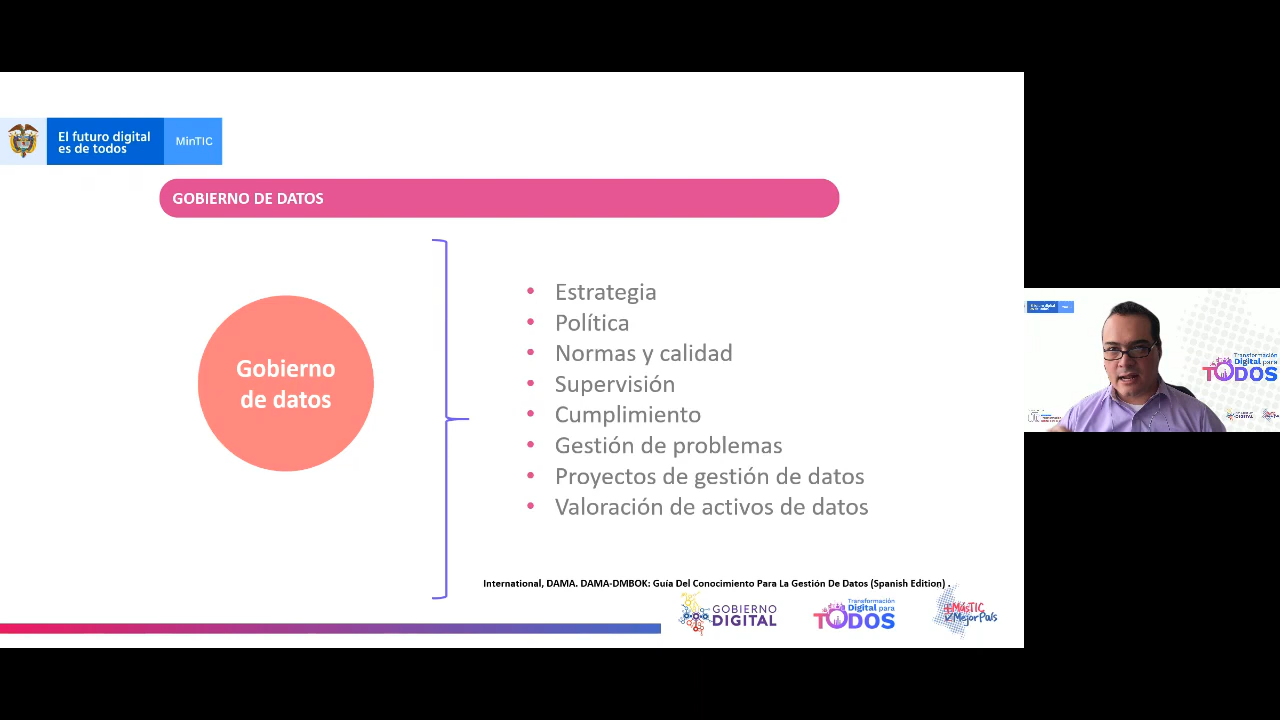 El futuro digital
es de todos
MinTIC
GOBIERNO DE DATOS
Gobierno
de datos
• Estrategia
• Política
• Normas y calidad
• Supervisión
• Cumplimiento
• Gestión de problemas
• Proyectos de gestión de datos
• Valoración de activos de datos
International, DAMA. DAMA-DMBOK: Guía Del Conocimiento Para La Gestión De Datos (Spanish Edition) .
GOBIERNO
DIGITAL
Transformación
Digital para
TODOS
+MásTIC
MejorPaís
Transformación
Digital para
TODOS
DIGITAL